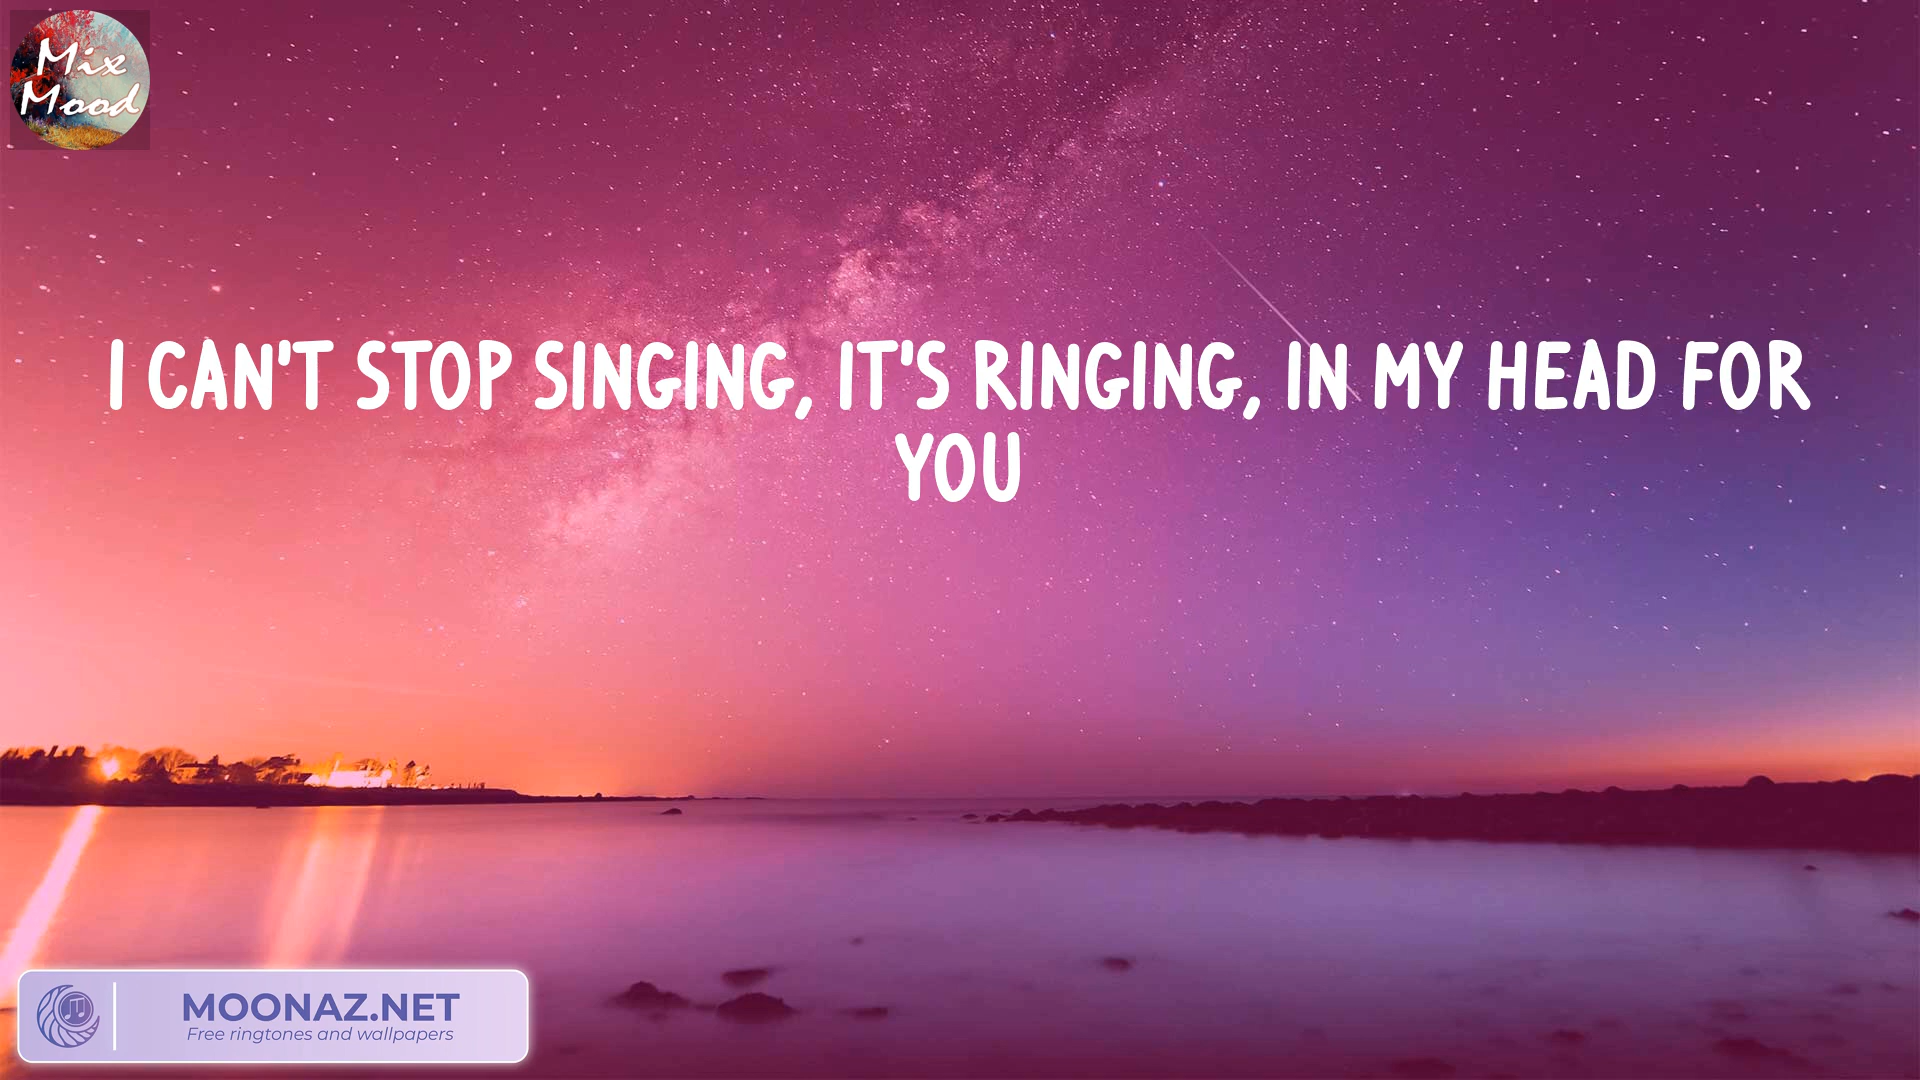 Mix
Mood
I CAN'T STOP SINGING, IT'S RINGING, IN MY HEAD FOR
YOU
MOONAZ.NET
Free ringtones and wallpapers